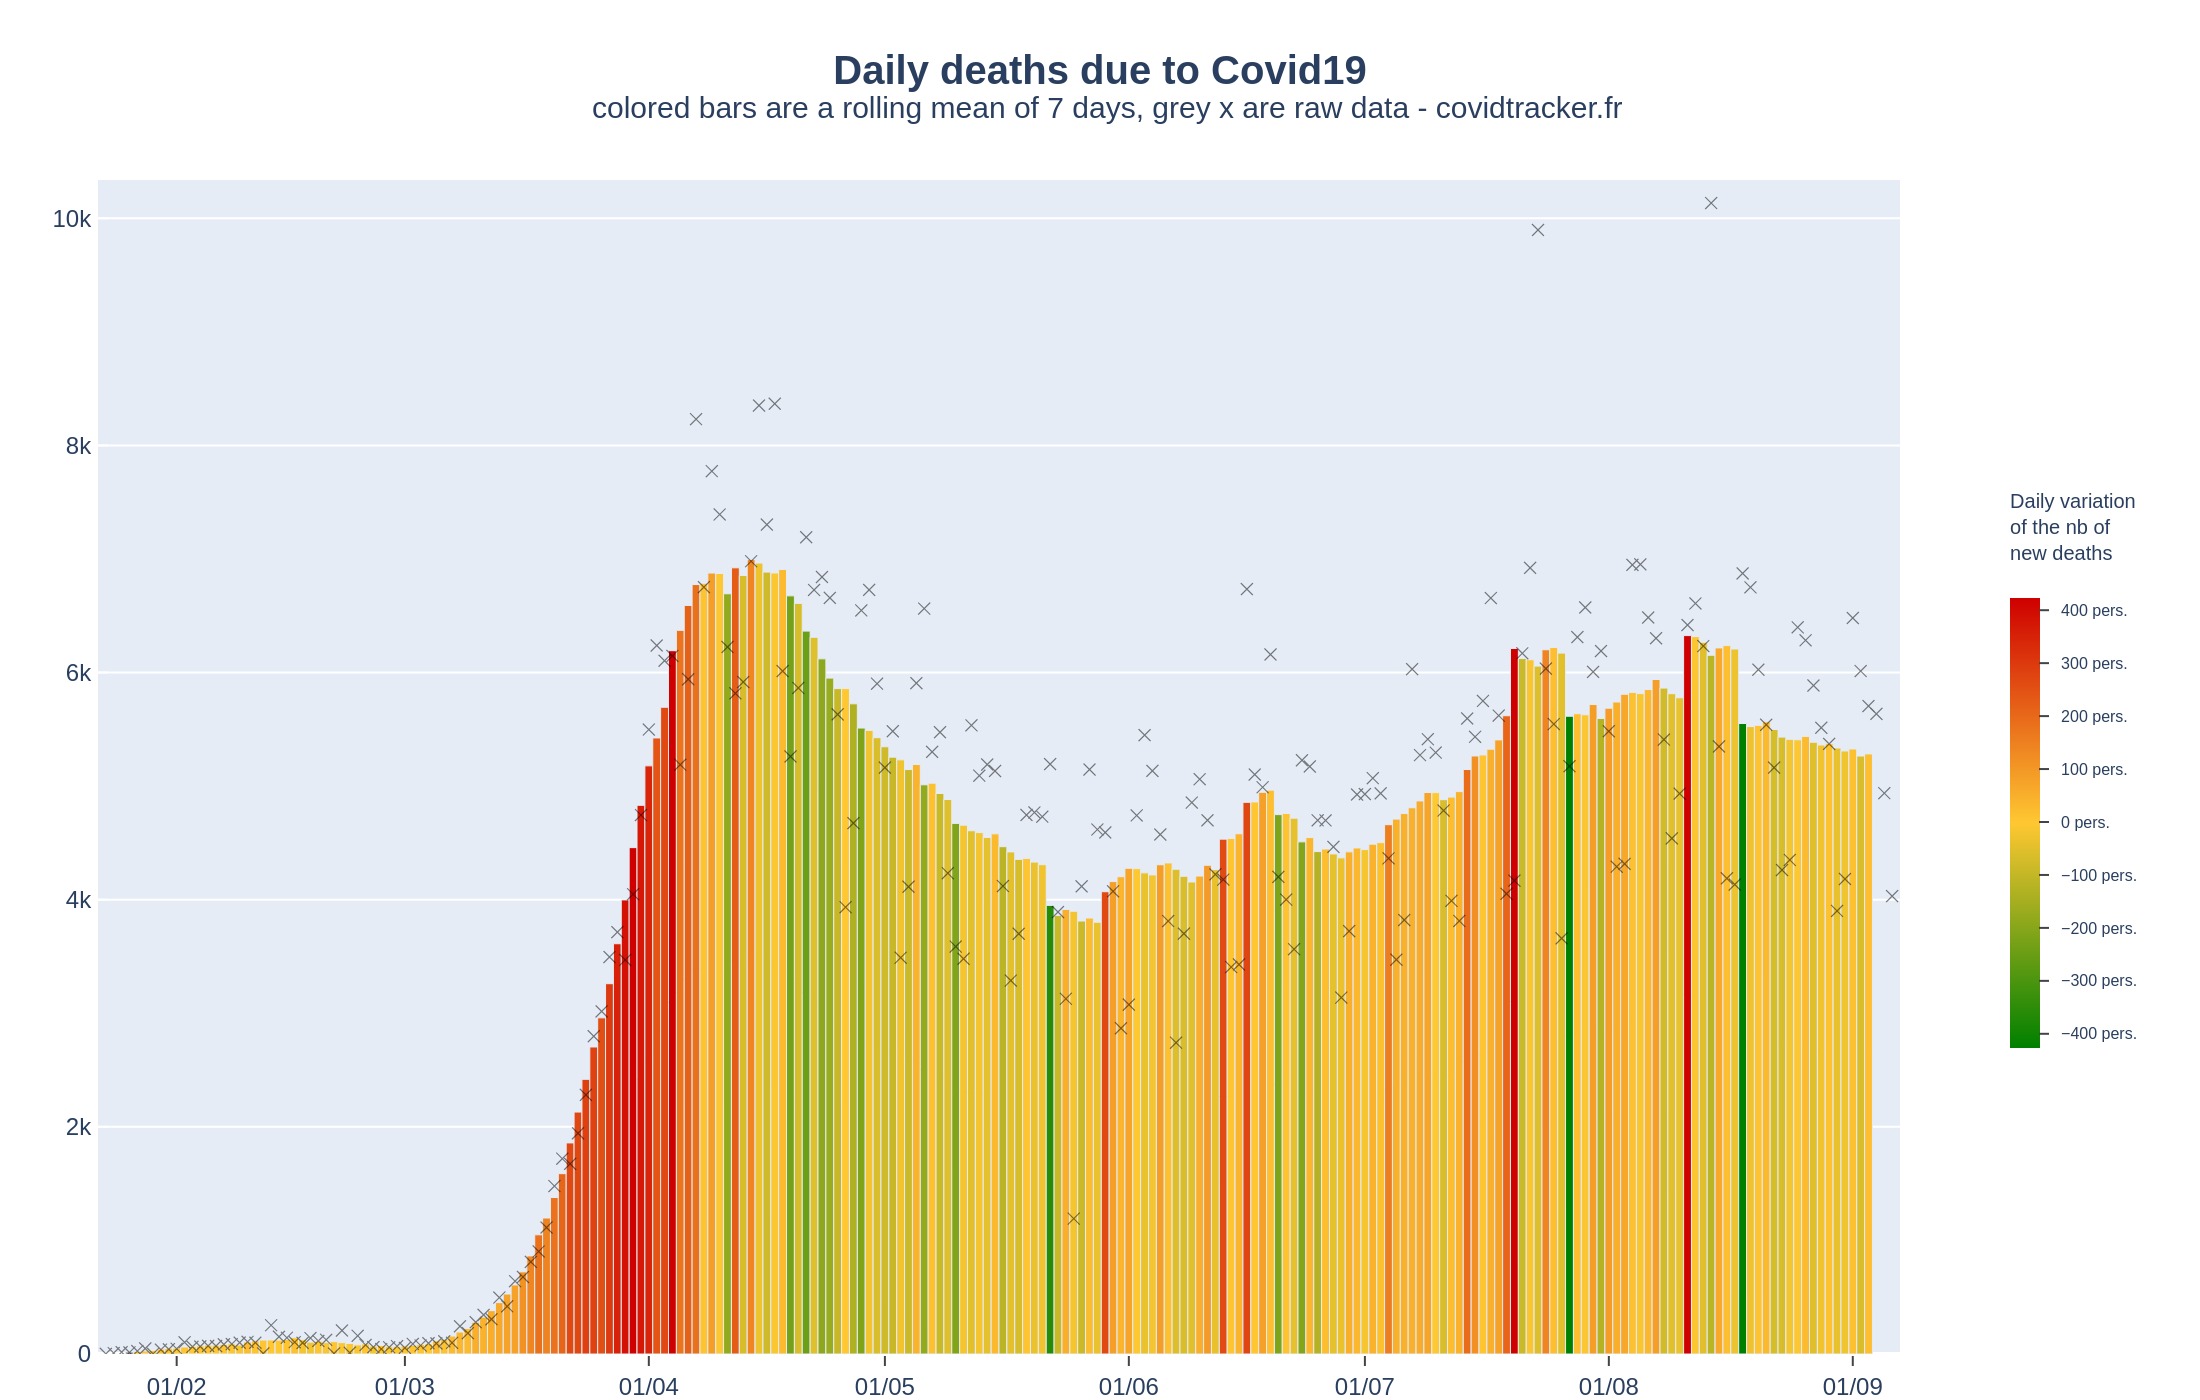 Daily deaths due to Covid19
colored bars are a rolling mean of 7 days, grey x are raw data - covidtracker.fr
10k
8k
6k
4k
2k
0
01/02
01/03
01/04
01/05
01/06
01/07
01/08
01/09
Daily variation
of the nb of
new deaths
400 pers.
300 pers.
200 pers.
100 pers.
0 pers.
−100 pers.
−200 pers.
−300 pers.
−400 pers.